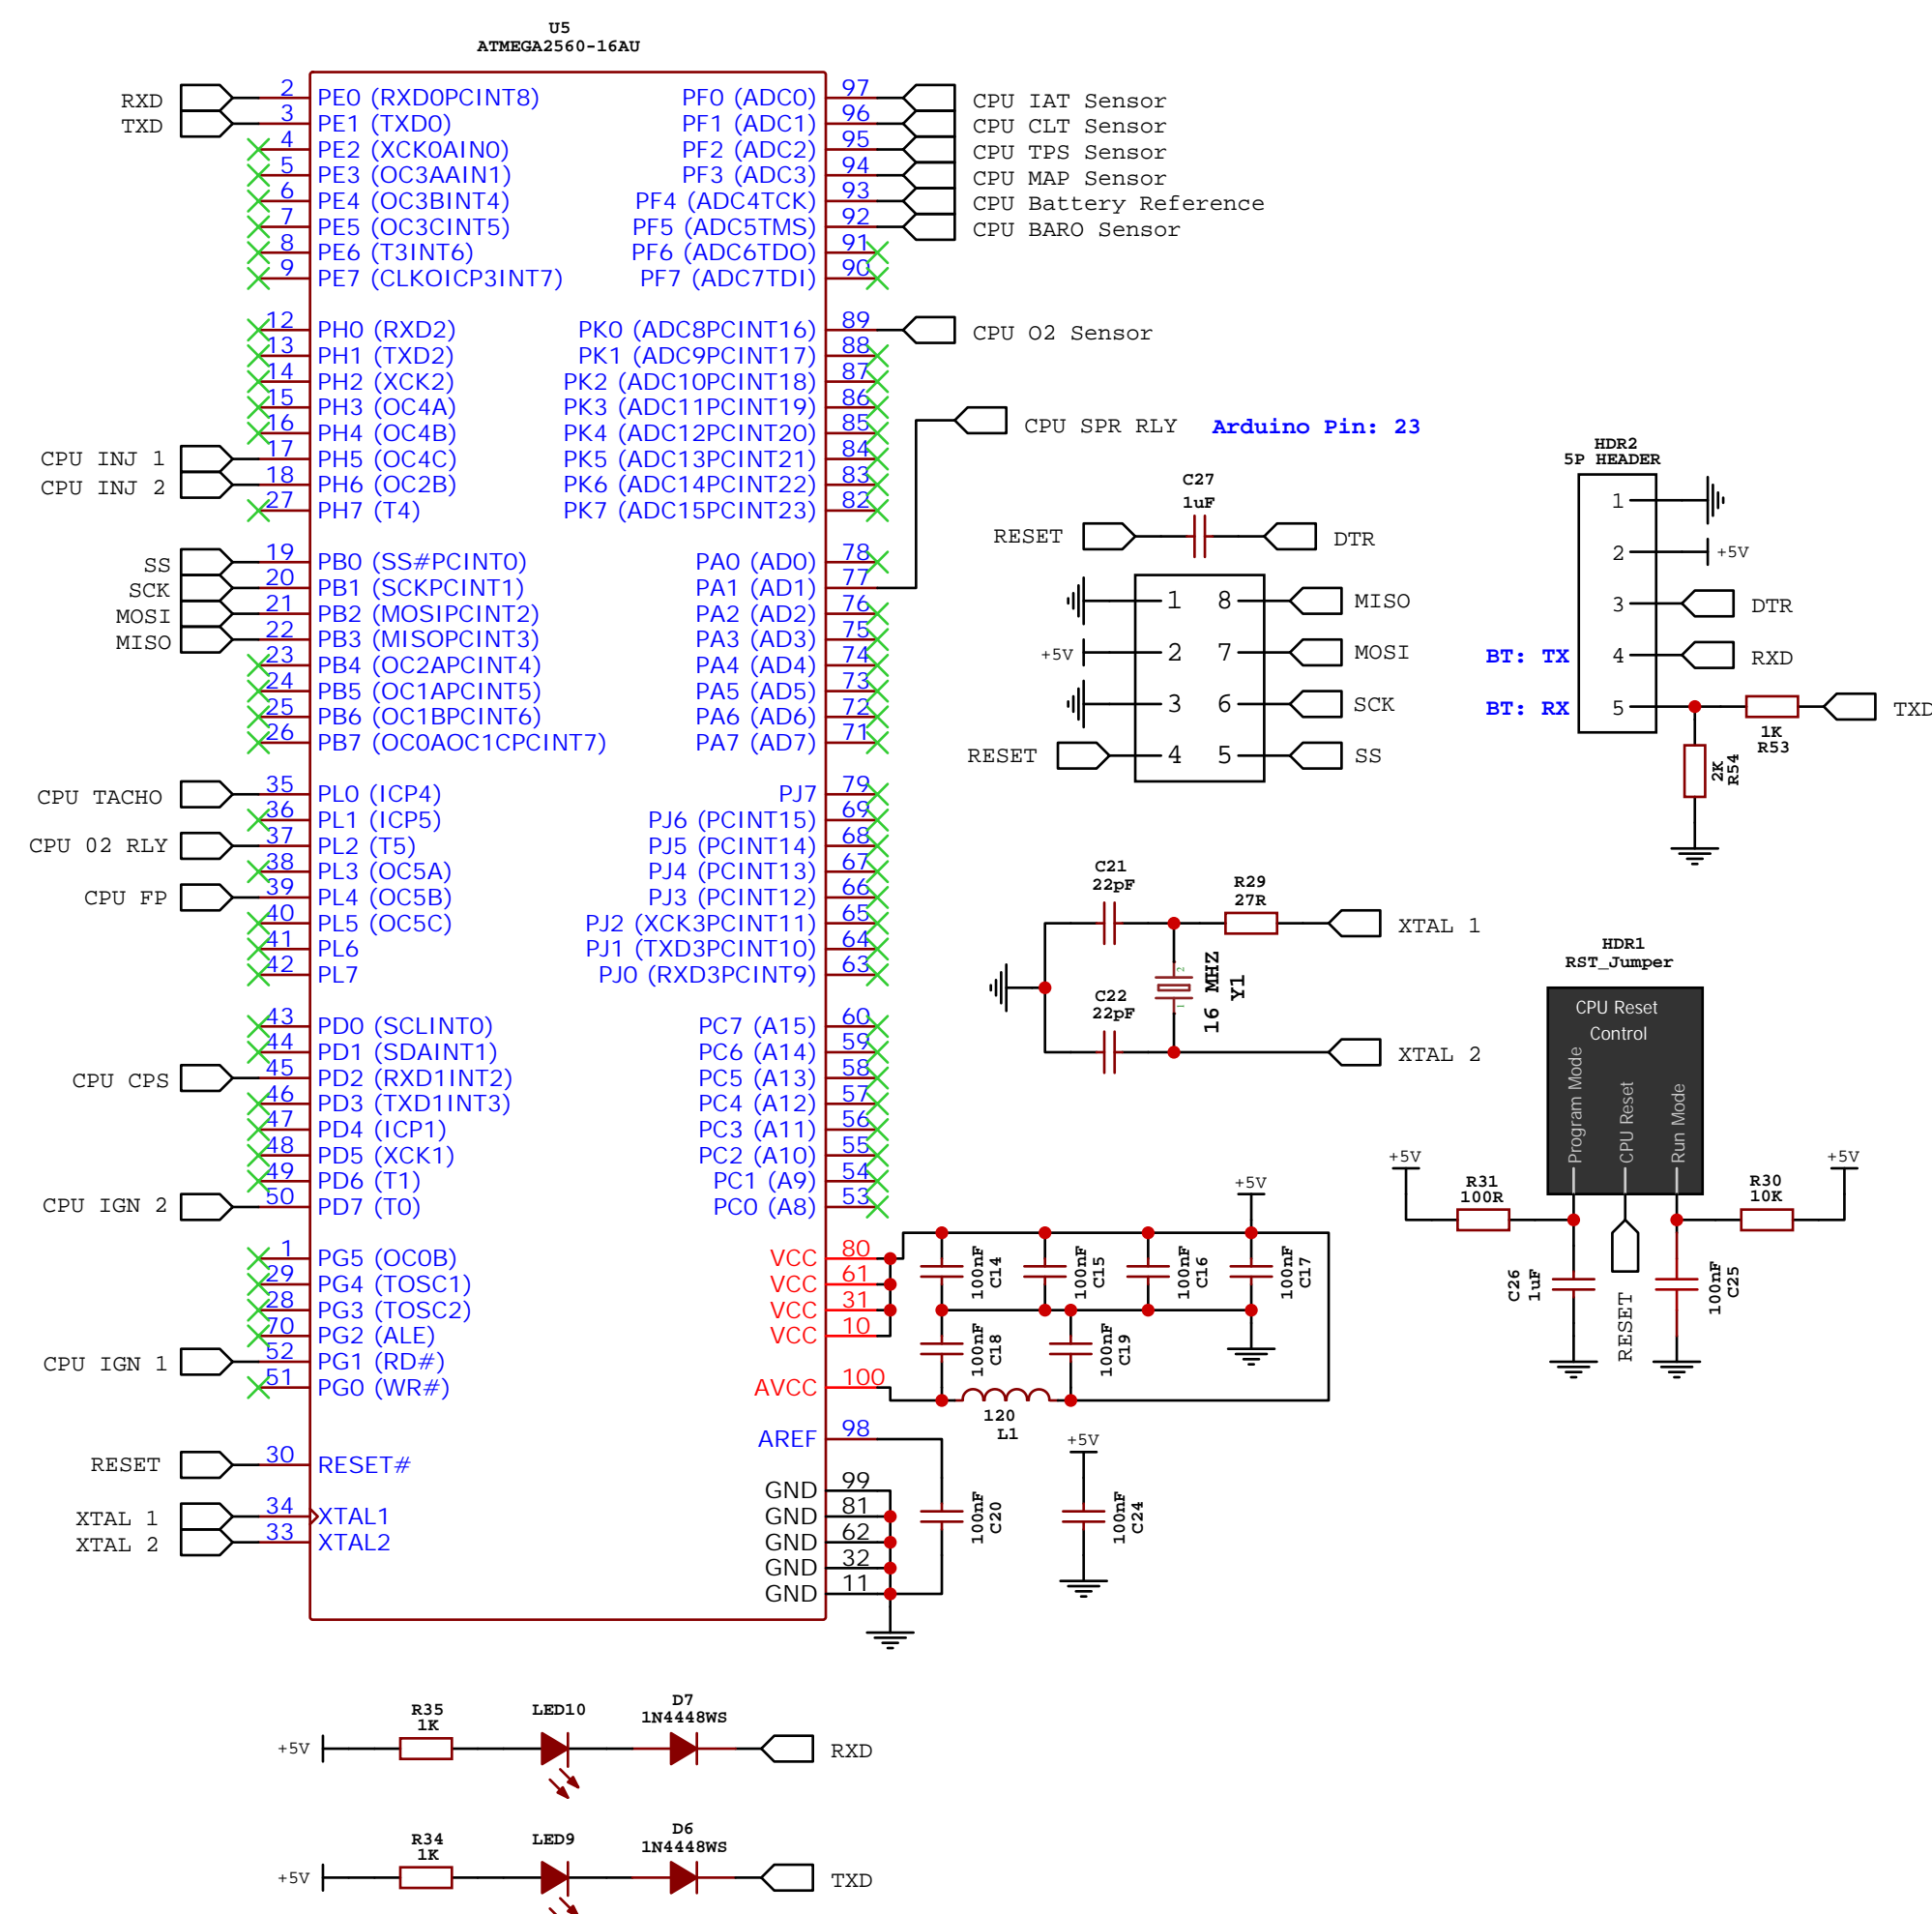 U5
ATMEGA2560-16AU
RXD 2 PE0 (RXD0PCINT8)
TXD 3 PE1 (TXD0)
4 PE2 (XCK0AIN0)
5 PE3 (OC3AAIN1)
6 PE4 (OC3BINT4)
7 PE5 (OC3CINT5)
8 PE6 (T3INT6)
9 PE7 (CLKOICP3INT7)
12 PH0 (RXD2)
13 PH1 (TXD2)
14 PH2 (XCK2)
15 PH3 (OC4A)
16 PH4 (OC4B)
CPU INJ 1 17 PH5 (OC4C)
CPU INJ 2 18 PH6 (OC2B)
27 PH7 (T4)
SS 19 PB0 (SS#PCINT0)
SCK 20 PB1 (SCKPCINT1)
MOSI 21 PB2 (MOSIPCINT2)
MISO 22 PB3 (MISOPCINT3)
23 PB4 (OC2APCINT4)
24 PB5 (OC1APCINT5)
25 PB6 (OC1BPCINT6)
26 PB7 (OC0AOC1CPCINT7)
CPU TACHO 35 PL0 (ICP4)
36 PL1 (ICP5)
CPU 02 RLY 37 PL2 (T5)
38 PL3 (OC5A)
CPU FP 39 PL4 (OC5B)
40 PL5 (OC5C)
41 PL6
42 PL7
43 PD0 (SCLINT0)
44 PD1 (SDAINT1)
CPU CPS 45 PD2 (RXD1INT2)
46 PD3 (TXD1INT3)
47 PD4 (ICP1)
48 PD5 (XCK1)
49 PD6 (T1)
CPU IGN 2 50 PD7 (T0)
1 PG5 (OC0B)
29 PG4 (TOSC1)
28 PG3 (TOSC2)
70 PG2 (ALE)
CPU IGN 1 52 PG1 (RD#)
51 PG0 (WR#)
RESET 30 RESET#
XTAL 1 34 XTAL1
XTAL 2 33 XTAL2
PF0 (ADC0) 97 CPU IAT Sensor
PF1 (ADC1) 96 CPU CLT Sensor
PF2 (ADC2) 95 CPU TPS Sensor
PF3 (ADC3) 94 CPU MAP Sensor
PF4 (ADC4TCK) 93 CPU Battery Reference
PF5 (ADC5TMS) 92 CPU BARO Sensor
PF6 (ADC6TDO) 91
PF7 (ADC7TDI) 90
PK0 (ADC8PCINT16) 89 CPU O2 Sensor
PK1 (ADC9PCINT17) 88
PK2 (ADC10PCINT18) 87
PK3 (ADC11PCINT19) 86
PK4 (ADC12PCINT20) 85
PK5 (ADC13PCINT21) 84
PK6 (ADC14PCINT22) 83
PK7 (ADC15PCINT23) 82
PA0 (AD0) 78
PA1 (AD1) 77
CPU SPR RLY Arduino Pin: 23
PA2 (AD2) 76
PA3 (AD3) 75
PA4 (AD4) 74
PA5 (AD5) 73
PA6 (AD6) 72
PA7 (AD7) 71
PJ7 79
PJ6 (PCINT15) 69
PJ5 (PCINT14) 68
PJ4 (PCINT13) 67
PJ3 (PCINT12) 66
PJ2 (XCK3PCINT11) 65
PJ1 (TXD3PCINT10) 64
PJ0 (RXD3PCINT9) 63
PC7 (A15) 60
PC6 (A14) 59
PC5 (A13) 58
PC4 (A12) 57
PC3 (A11) 56
PC2 (A10) 55
PC1 (A9) 54
PC0 (A8) 53
VCC 80
VCC 61
VCC 31
VCC 10
AVCC 100
AREF 98
GND 99
GND 81
GND 62
GND 32
GND 11
C27
1uF
RESET DTR
1 8 MISO
+5V 2 7 MOSI
3 6 SCK
RESET 4 5 SS
HDR2
5P HEADER
1
2 +5V
3 DTR
BT: TX 4 RXD
BT: RX 5 TXD
1K
R53
2K
R54
C21
22pF
R29
27R
XTAL 1
C22
22pF
2
1
16 MHZ
Y1
XTAL 2
HDR1
RST_Jumper
CPU Reset
Control
Program Mode
CPU Reset
Run Mode
+5V
R31
100R
R30
10K
+5V
C26
1uF
RESET
100nF
C25
+5V
100nF
C14
100nF
C15
100nF
C16
100nF
C17
100nF
C18
100nF
C19
120
L1
100nF
C20
+5V
100nF
C24
R35
1K
LED10
D7
1N4448WS
+5V RXD
R34
1K
LED9
D6
1N4448WS
+5V TXD